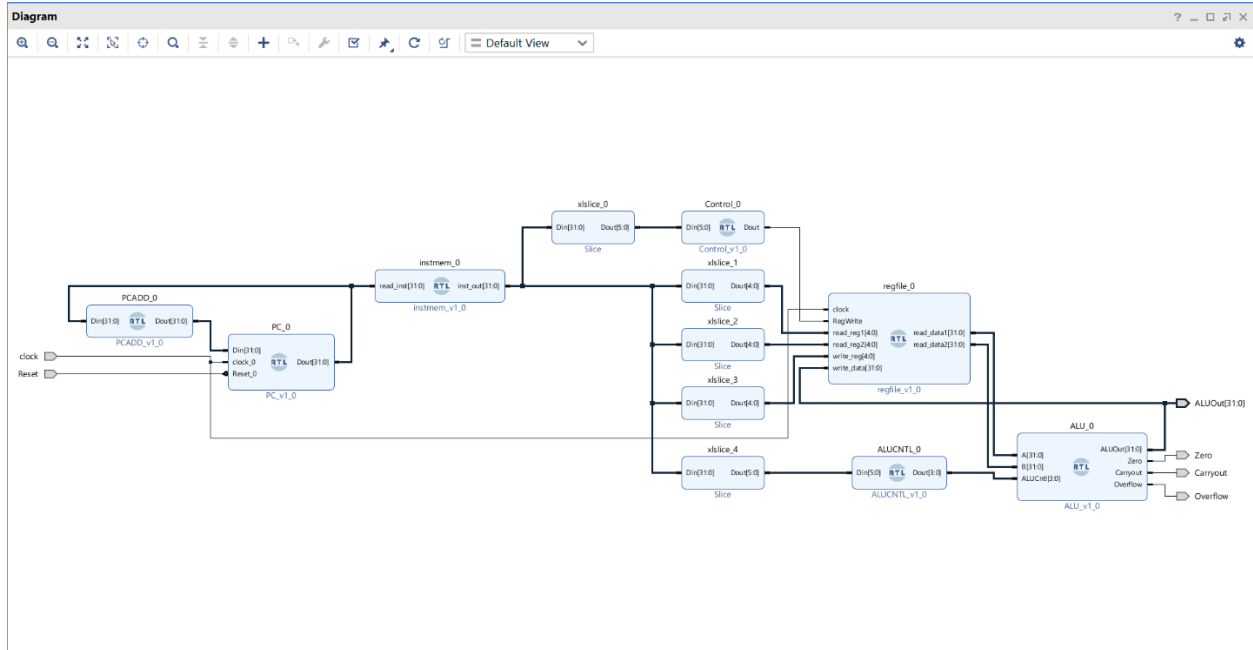 Diagram
Default View
xlslice_0
Din[31:0] Dout[5:0]
Slice
Control_0
Din[5:0] RTL Dout
Control_v1_0
instmem_0
read_inst[31:0] RTL inst_out[31:0]
instmem_v1_0
xlslice_1
Din[31:0] Dout[4:0]
Slice
regfile_0
clock
RegWrite
read_reg1[4:0] read_data1[31:0]
read_reg2[4:0] RTL read_data2[31:0]
write_reg[4:0]
write_data[31:0]
regfile_v1_0
PCADD_0
Din[31:0] RTL Dout[31:0]
PCADD_v1_0
xlslice_2
Din[31:0] Dout[4:0]
Slice
PC_0
Din[31:0]
clock_0 RTL Dout[31:0]
Reset_0
PC_v1_0
clock
Reset
xlslice_3
Din[31:0] Dout[4:0]
Slice
ALUOut[31:0]
xlslice_4
Din[31:0] Dout[5:0]
Slice
ALUCNTL_0
Din[5:0] RTL Dout[3:0]
ALUCNTL_v1_0
ALU_0
A[31:0] ALUOut[31:0]
B[31:0] RTL Zero
ALUCntl[3:0] Carryout
Overflow
ALU_v1_0
Zero
Carryout
Overflow